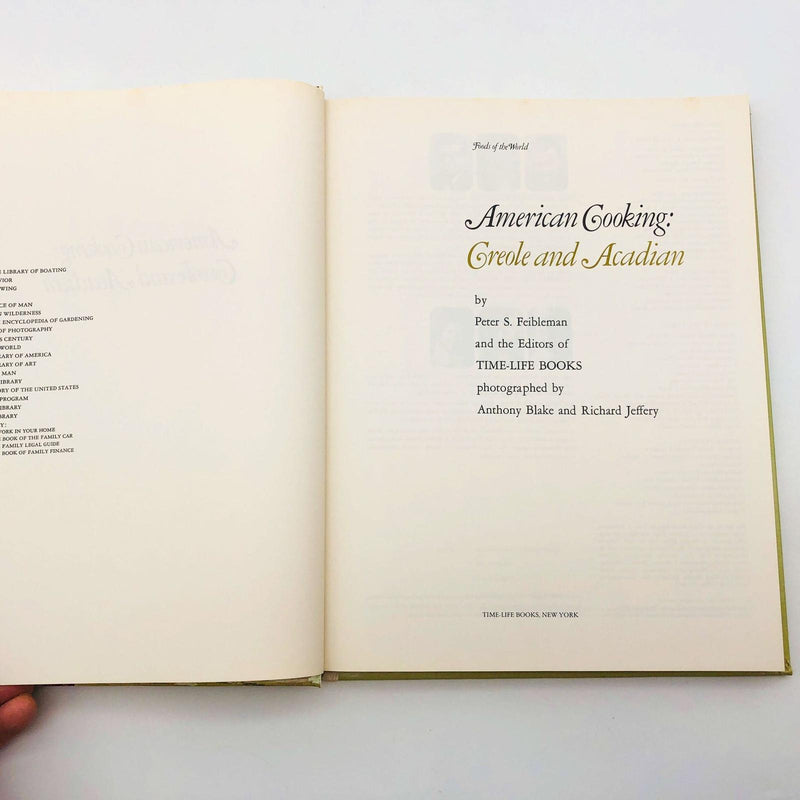 LIBRARY OF BOATING
CE OF MAN
WILDERNESS
ENCYCLOPEDIA OF GARDENING
OF PHOTOGRAPHY
CENTURY
WORLD
OF AMERICA
OF ART
MAN
LIBRARY
OF THE UNITED STATES
PROGRAM
LIBRARY
WORK IN YOUR HOME
BOOK OF THE FAMILY CAR
FAMILY LEGAL GUIDE
BOOK OF FAMILY FINANCE
Foods of the World
American Cooking:
Creole and Acadian
by
Peter S. Feibleman
and the Editors of
TIME-LIFE BOOKS
photographed by
Anthony Blake and Richard Jeffery
TIME-LIFE BOOKS, NEW YORK